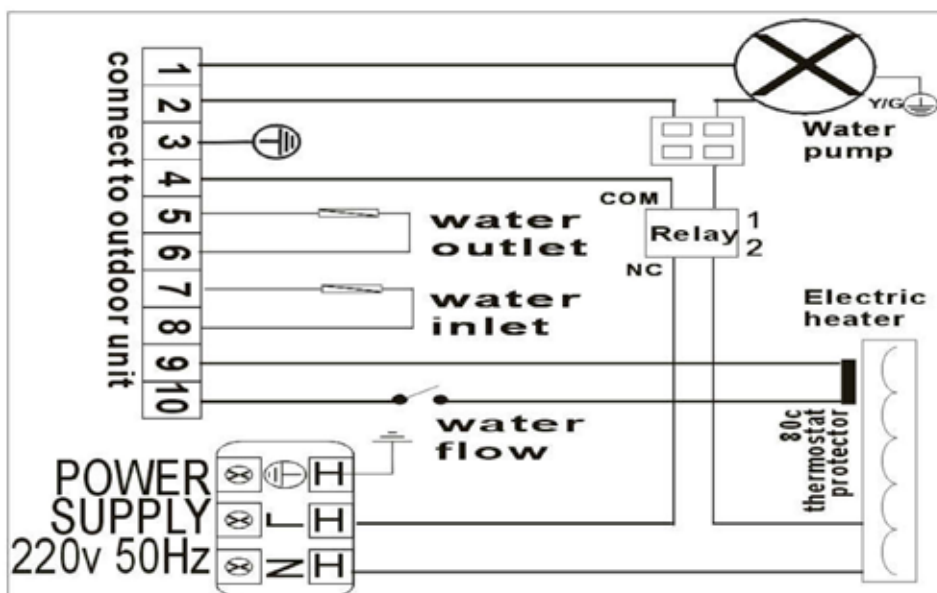 connect to outdoor unit
1
2
3
4
5
6
7
8
9
10
Y/G
Water
pump
COM
Relay
1
2
NC
water
outlet
water
inlet
Electric
heater
80c
thermostat
protector
water
flow
POWER
SUPPLY
220v 50Hz
L
N